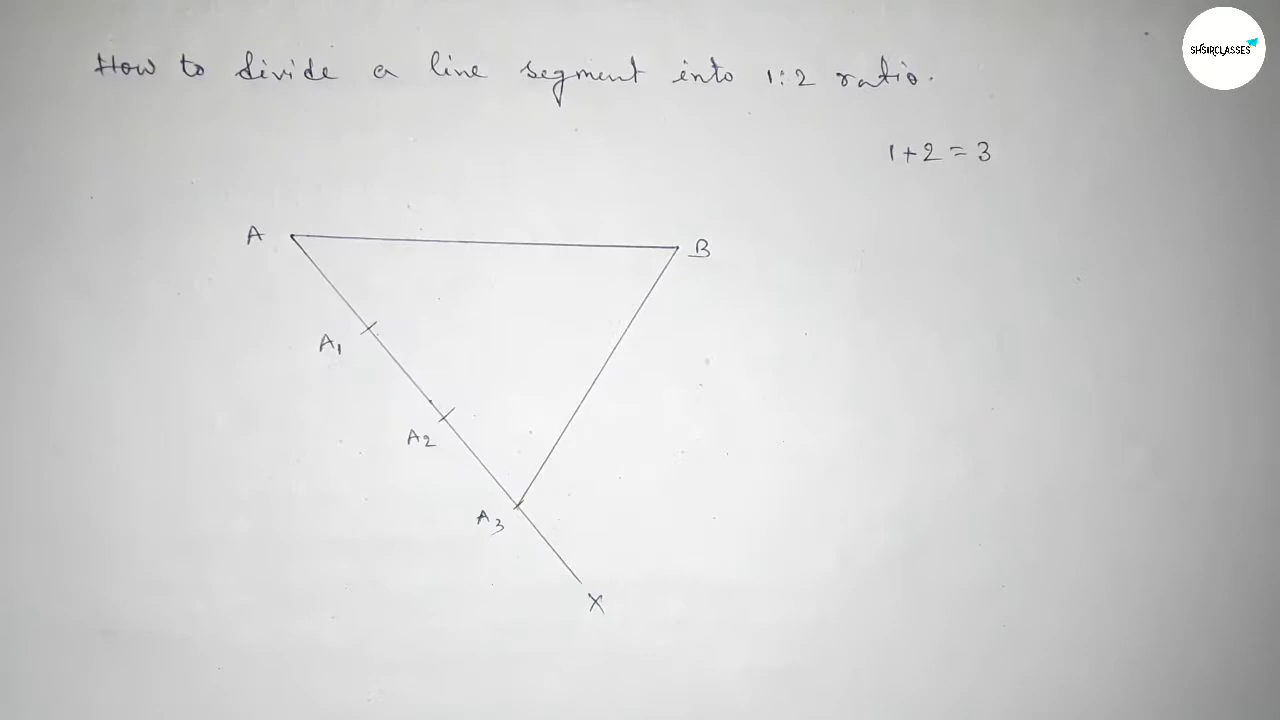 How to divide a line segment into 1:2 ratio.
SHSIRCLASSES
1+2=3
A
B
A1
A2
A3
X